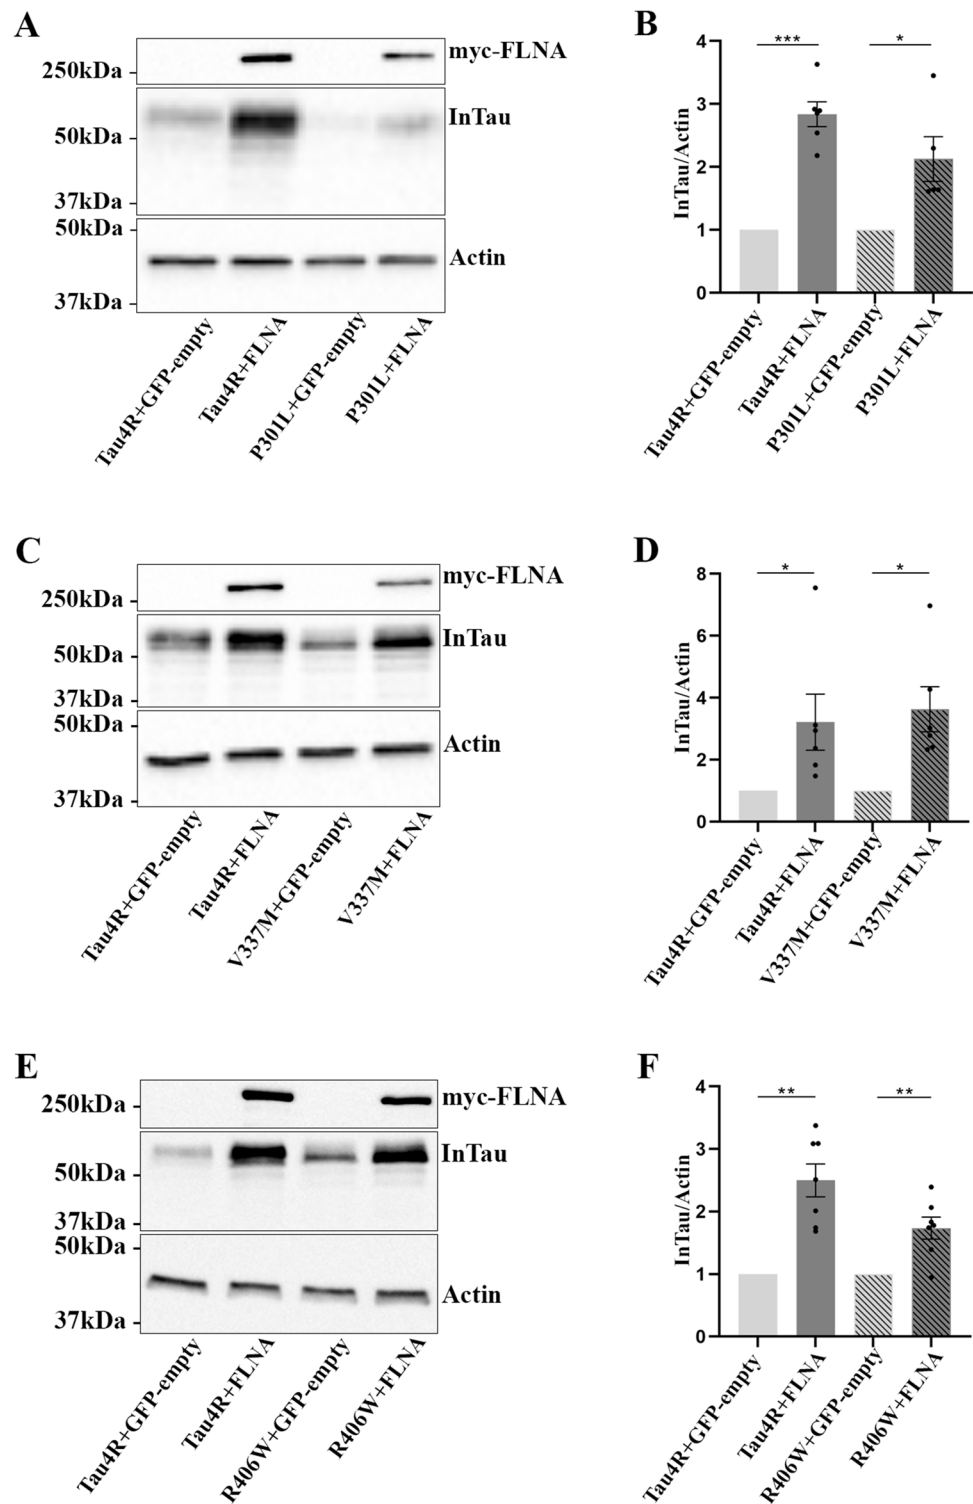 A
myc-FLNA
250kDa
InTau
50kDa
37kDa
50kDa
Actin
37kDa
Tau4R+GFP-empty
Tau4R+FLNA
P301L+GFP-empty
P301L+FLNA
B
***
*
4
3
2
1
0
InTau/Actin
Tau4R+GFP-empty
Tau4R+FLNA
P301L+GFP-empty
P301L+FLNA
C
myc-FLNA
250kDa
InTau
50kDa
37kDa
50kDa
Actin
37kDa
Tau4R+GFP-empty
Tau4R+FLNA
V337M+GFP-empty
V337M+FLNA
D
*
*
8
6
4
2
0
InTau/Actin
Tau4R+GFP-empty
Tau4R+FLNA
V337M+GFP-empty
V337M+FLNA
E
myc-FLNA
250kDa
InTau
50kDa
37kDa
50kDa
Actin
37kDa
Tau4R+GFP-empty
Tau4R+FLNA
R406W+GFP-empty
R406W+FLNA
F
**
**
4
3
2
1
0
InTau/Actin
Tau4R+GFP-empty
Tau4R+FLNA
R406W+GFP-empty
R406W+FLNA